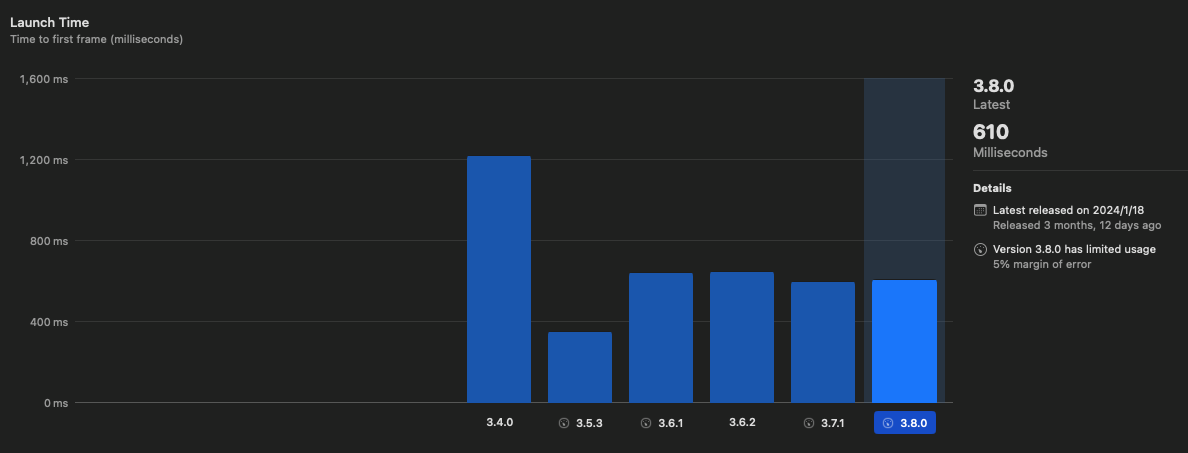 Launch Time
Time to first frame (milliseconds)
1,600 ms
1,200 ms
800 ms
400 ms
0 ms
3.4.0
3.5.3
3.6.1
3.6.2
3.7.1
3.8.0
3.8.0
Latest
610
Milliseconds
Details
Latest released on 2024/1/18
Released 3 months, 12 days ago
Version 3.8.0 has limited usage
5% margin of error